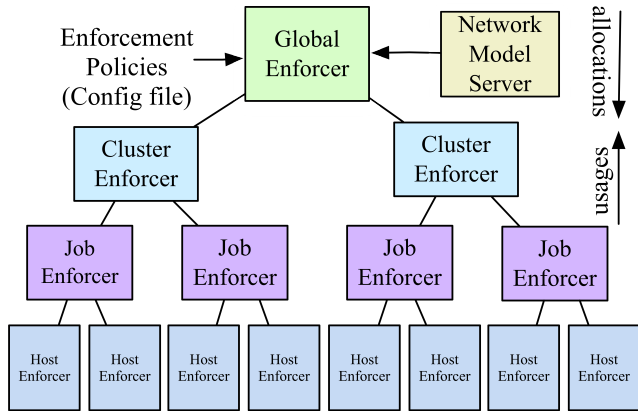 Enforcement
Policies
(Config file)
Global
Enforcer
Network
Model
Server
allocations
usages
Cluster
Enforcer
Cluster
Enforcer
Job
Enforcer
Job
Enforcer
Job
Enforcer
Job
Enforcer
Host
Enforcer
Host
Enforcer
Host
Enforcer
Host
Enforcer
Host
Enforcer
Host
Enforcer
Host
Enforcer
Host
Enforcer